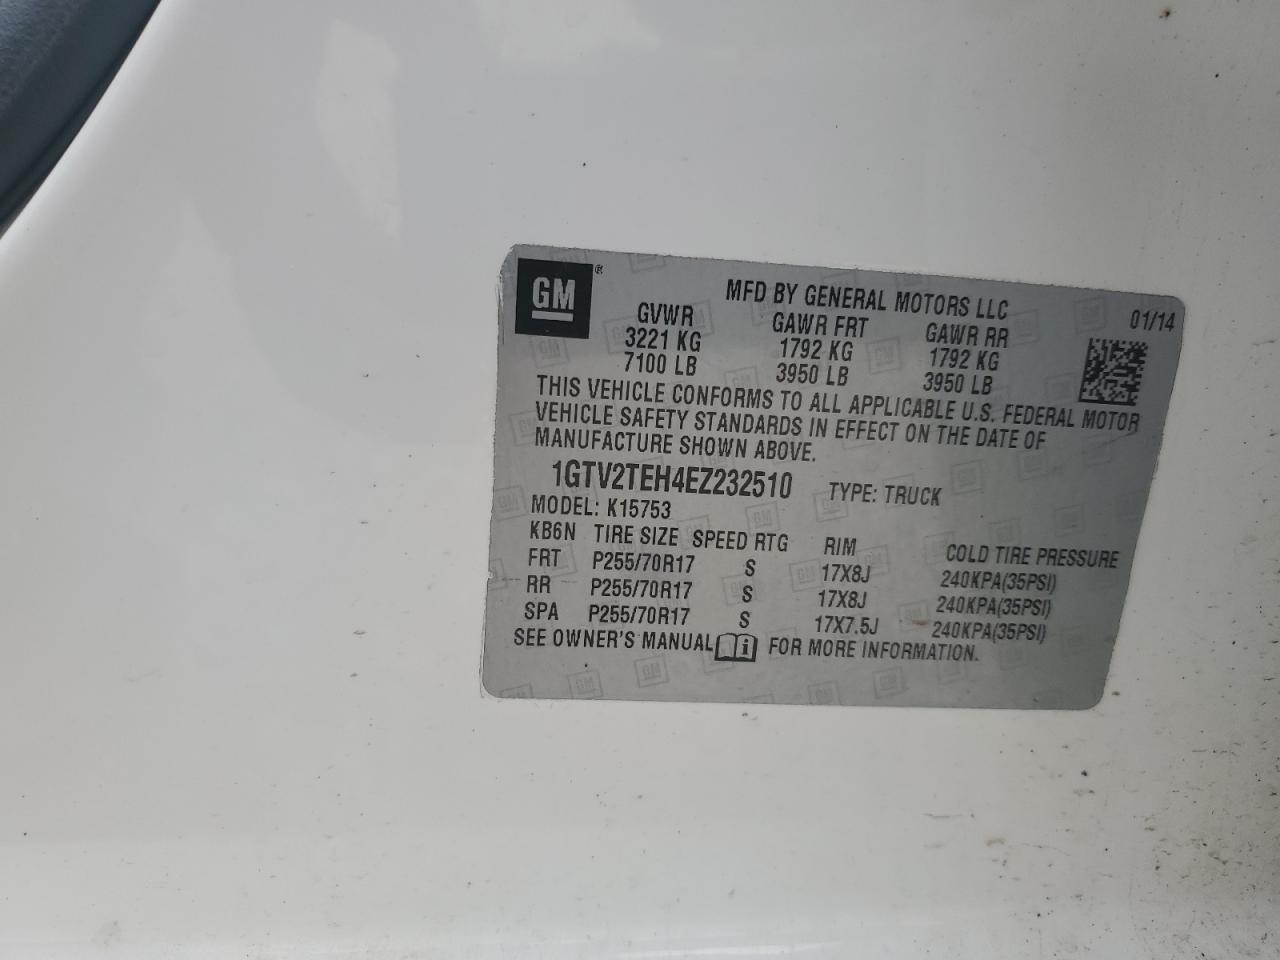 GM ®
MFD BY GENERAL MOTORS LLC 01/14
GVWR GAWR FRT GAWR RR
3221 KG 1792 KG 1792 KG
7100 LB 3950 LB 3950 LB
THIS VEHICLE CONFORMS TO ALL APPLICABLE U.S. FEDERAL MOTOR
VEHICLE SAFETY STANDARDS IN EFFECT ON THE DATE OF
MANUFACTURE SHOWN ABOVE.
1GTV2TEH4EZ232510 TYPE: TRUCK
MODEL: K15753
KB6N TIRE SIZE SPEED RTG RIM COLD TIRE PRESSURE
FRT P255/70R17 S 17X8J 240KPA(35PSI)
RR P255/70R17 S 17X8J 240KPA(35PSI)
SPA P255/70R17 S 17X7.5J 240KPA(35PSI)
SEE OWNER'S MANUAL i FOR MORE INFORMATION.